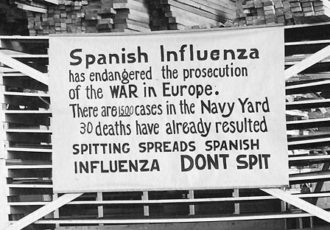 Spanish Influenza
has endangered the prosecution
of the WAR in Europe.
There are 1500 cases in the Navy Yard
30 deaths have already resulted
SPITTING SPREADS SPANISH
INFLUENZA DONT SPIT